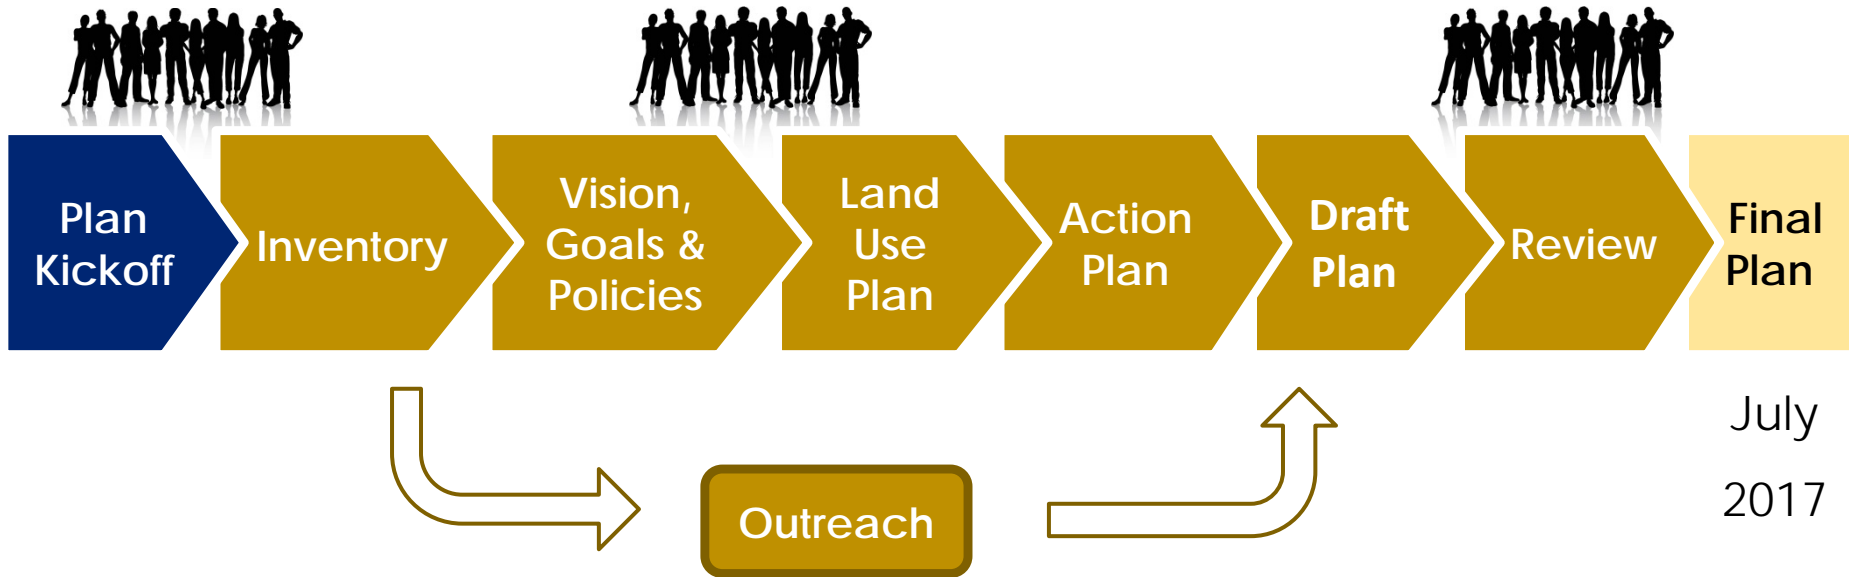 Plan
Kickoff
Inventory
Vision,
Goals &
Policies
Land
Use
Plan
Action
Plan
Draft
Plan
Review
Final
Plan
July
2017
Outreach